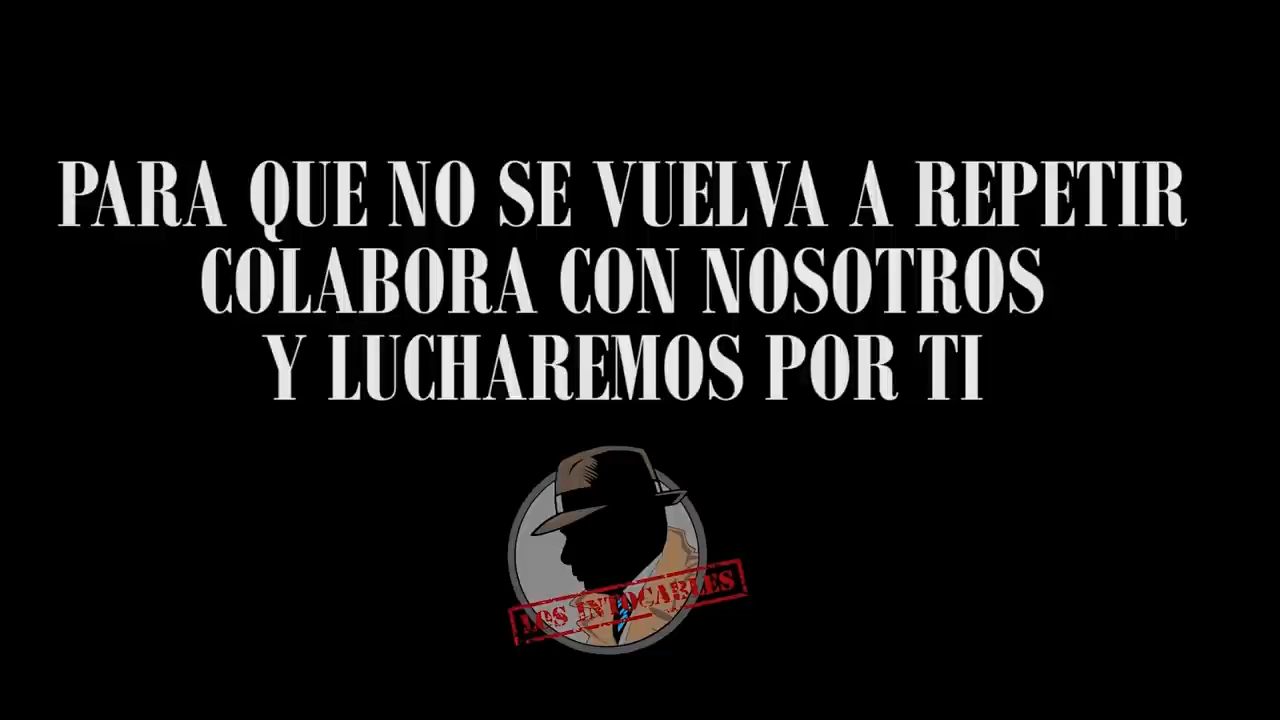 PARA QUE NO SE VUELVA A REPETIR
COLABORA CON NOSOTROS
Y LUCHAREMOS POR TI
LOS INTOCABLES